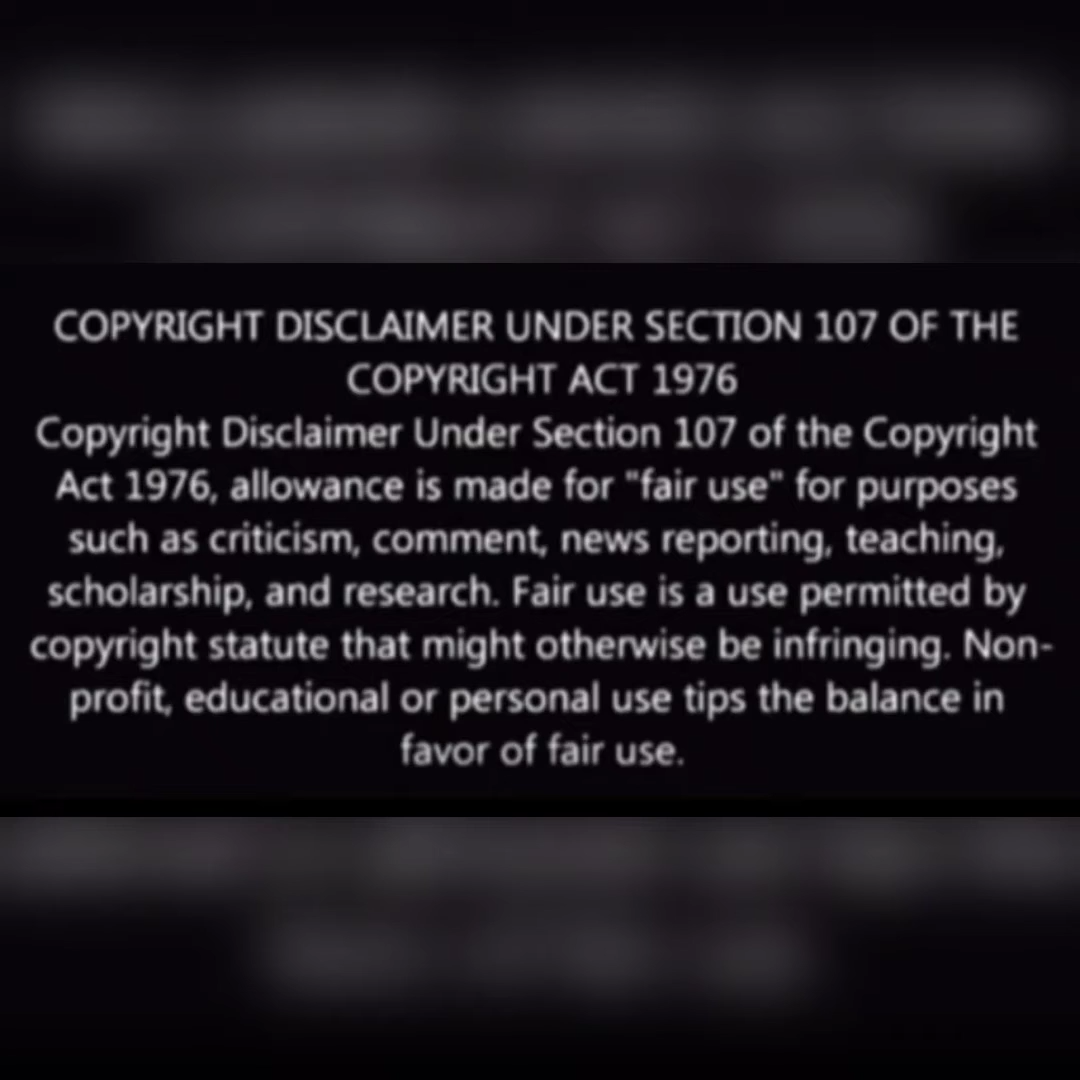 COPYRIGHT DISCLAIMER UNDER SECTION 107 OF THE
COPYRIGHT ACT 1976
Copyright Disclaimer Under Section 107 of the Copyright
Act 1976, allowance is made for "fair use" for purposes
such as criticism, comment, news reporting, teaching,
scholarship, and research. Fair use is a use permitted by
copyright statute that might otherwise be infringing. Non-
profit, educational or personal use tips the balance in
favor of fair use.